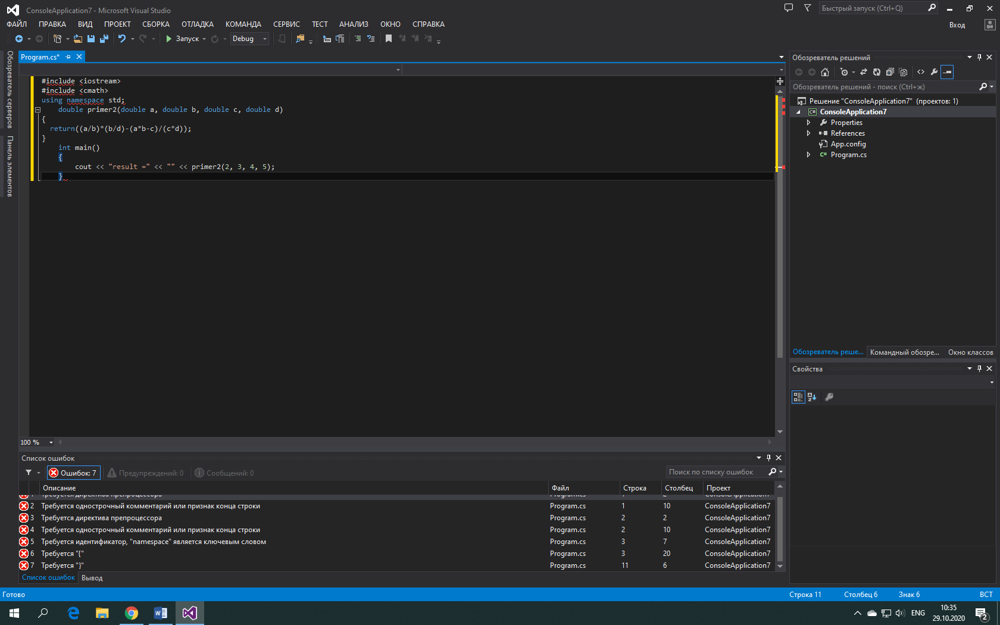 ConsoleApplication7 - Microsoft Visual Studio
Быстрый запуск (Ctrl+Q)
ФАЙЛ ПРАВКА ВИД ПРОЕКТ СБОРКА ОТЛАДКА КОМАНДА СЕРВИС ТЕСТ АНАЛИЗ ОКНО СПРАВКА
Вход
Запуск Debug
Обозреватель серверов
Панель элементов
Program.cs*
#include <iostream>
#include <cmath>
using namespace std;
double primer2(double a, double b, double c, double d)
{
return((a/b)*(b/d)-(a*b-c)/(c*d));
}
int main()
{
cout << "result =" << "" << primer2(2, 3, 4, 5);
}
100 %
Обозреватель решений
Обозреватель решений - поиск (Ctrl+ж)
Решение "ConsoleApplication7" (проектов: 1)
C# ConsoleApplication7
Properties
References
App.config
C# Program.cs
Обозреватель реше... Командный обозре... Окно классов
Свойства
Список ошибок
Ошибок: 7 Предупреждений: 0 Сообщений: 0
Поиск по списку ошибок
Описание Файл Строка Столбец Проект
1 Требуется директива препроцессора Program.cs 1 2 ConsoleApplication7
2 Требуется однострочный комментарий или признак конца строки Program.cs 1 10 ConsoleApplication7
3 Требуется директива препроцессора Program.cs 2 2 ConsoleApplication7
4 Требуется однострочный комментарий или признак конца строки Program.cs 2 10 ConsoleApplication7
5 Требуется идентификатор, "namespace" является ключевым словом Program.cs 3 7 ConsoleApplication7
6 Требуется "{" Program.cs 3 20 ConsoleApplication7
7 Требуется "}" Program.cs 11 6 ConsoleApplication7
Список ошибок Вывод
Готово Строка 11 Столбец 6 Знак 6 ВСТ
ENG
10:35
29.10.2020
2